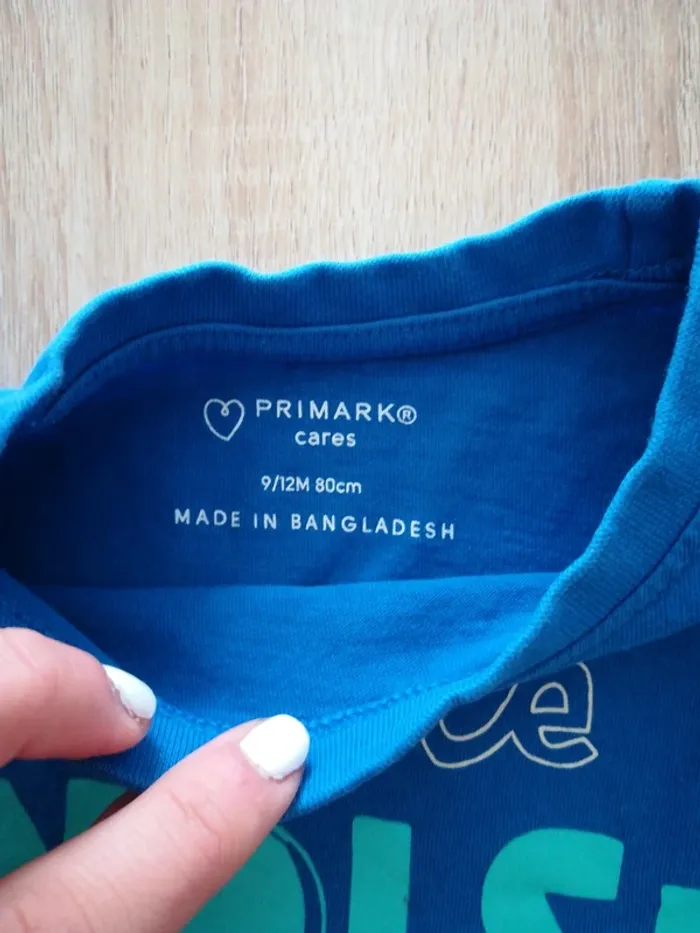 PRIMARK®
cares
9/12M 80cm
MADE IN BANGLADESH